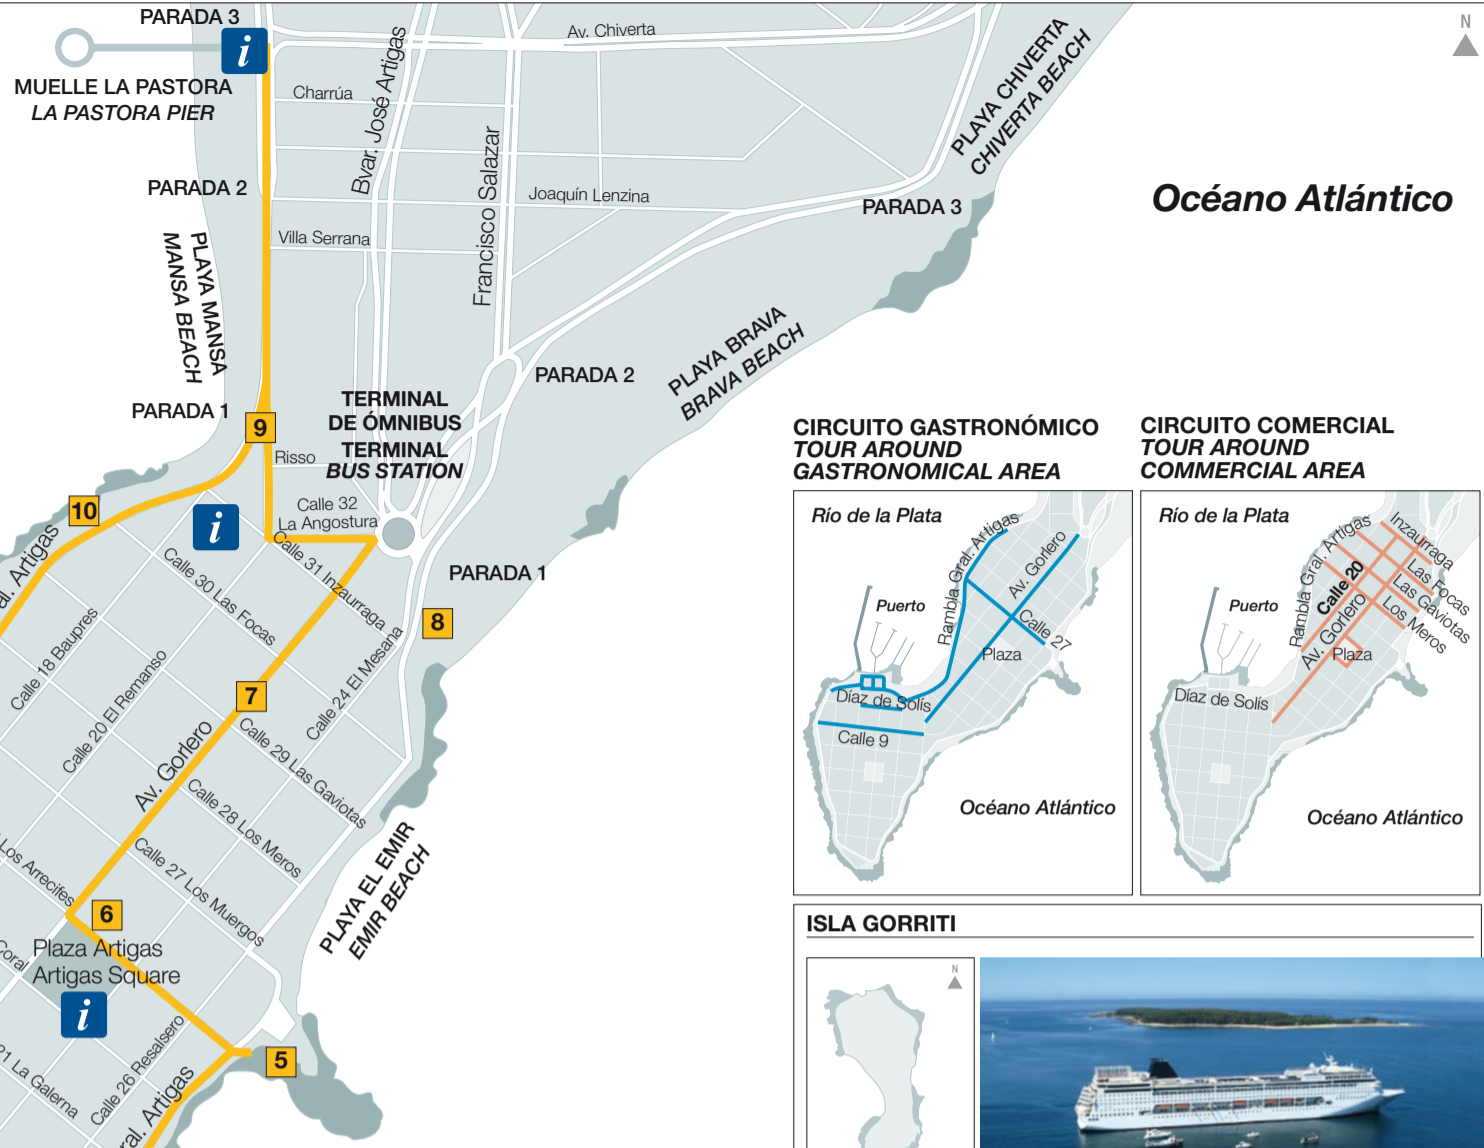 PARADA 3
i
MUELLE LA PASTORA
LA PASTORA PIER
Av. Chiverta
Charrúa
Bvar. José Artigas
Francisco Salazar
PLAYA CHIVERTA
CHIVERTA BEACH
N
Océano Atlántico
PARADA 2
Joaquín Lenzina
PARADA 3
Villa Serrana
PLAYA MANSA
MANSA BEACH
PLAYA BRAVA
BRAVA BEACH
PARADA 2
PARADA 1
9
TERMINAL
DE ÓMNIBUS
TERMINAL
BUS STATION
Risso
Calle 32
La Angostura
10
i
al. Artigas
Calle 31 Inzaurraga
Calle 30 Las Focas
PARADA 1
8
Calle 18 Baupres
Calle 20 El Remanso
Calle 24 El Mesana
7
Av. Gorlero
Calle 29 Las Gaviotas
Calle 28 Los Meros
Calle 27 Los Muergos
Los Arrecifes
PLAYA EL EMIR
EMIR BEACH
6
Plaza Artigas
Artigas Square
Coral
i
5
21 La Galerna
Calle 26 Resalsero
ral. Artigas
CIRCUITO GASTRONÓMICO
TOUR AROUND
GASTRONOMICAL AREA
Río de la Plata
Rambla Gral. Artigas
Av. Gorlero
Puerto
Calle 27
Plaza
Díaz de Solís
Calle 9
Océano Atlántico
CIRCUITO COMERCIAL
TOUR AROUND
COMMERCIAL AREA
Río de la Plata
Rambla Gral. Artigas
Inzaurraga
Las Focas
Las Gaviotas
Los Meros
Calle 20
Av. Gorlero
Puerto
Plaza
Díaz de Solís
Océano Atlántico
ISLA GORRITI
N